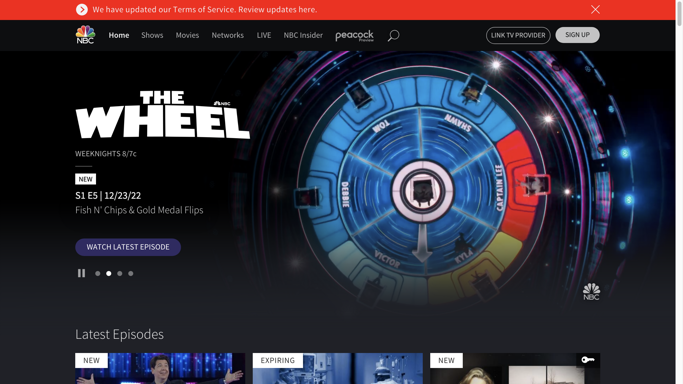 We have updated our Terms of Service. Review updates here.
NBC
Home
Shows
Movies
Networks
LIVE
NBC Insider
peacock
Preview
LINK TV PROVIDER
SIGN UP
THE
NBC
WHEEL
WEEKNIGHTS 8/7c
NEW
S1 E5 | 12/23/22
Fish N' Chips & Gold Medal Flips
WATCH LATEST EPISODE
TOM
SHAWN
DEBBIE
CAPTAIN LEE
VICTOR
KYLA
NBC
Latest Episodes
NEW
EXPIRING
NEW